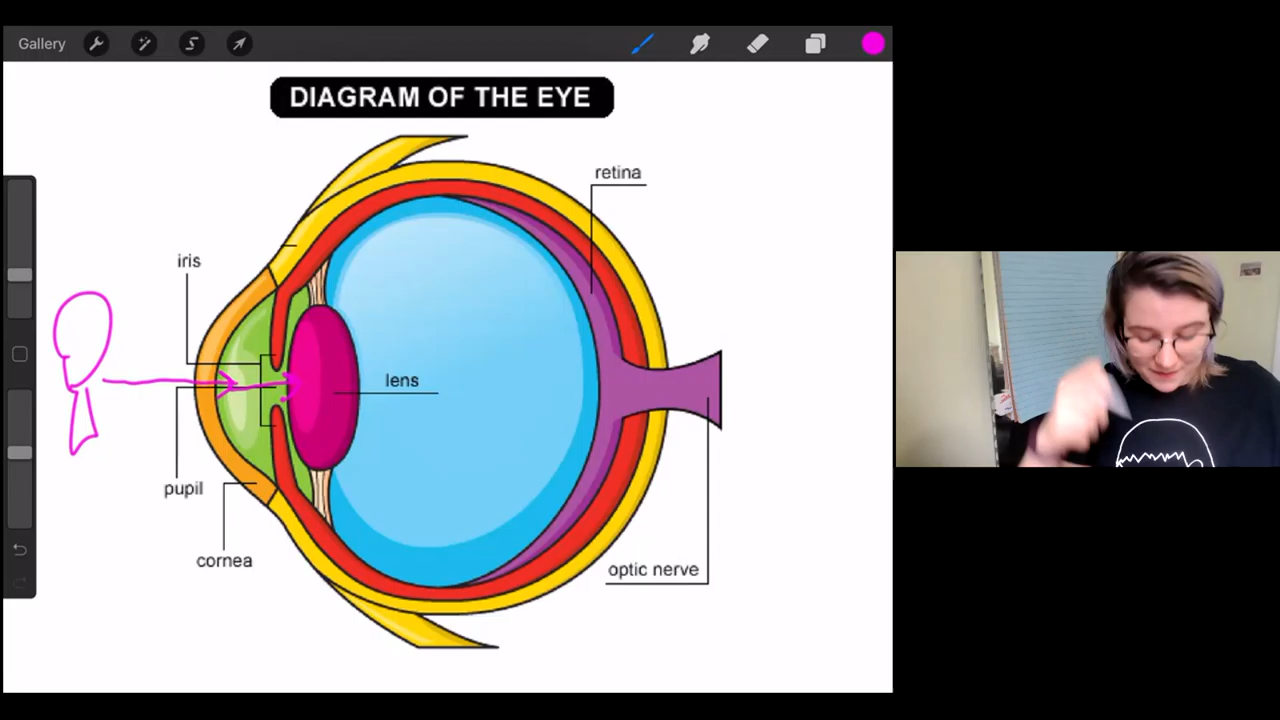 Gallery
DIAGRAM OF THE EYE
retina
iris
lens
pupil
cornea
optic nerve